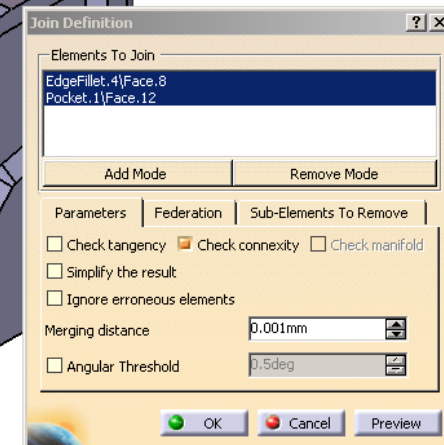 Join Definition ? X
Elements To Join
EdgeFillet.4\Face.8
Pocket.1\Face.12
Add Mode Remove Mode
Parameters Federation Sub-Elements To Remove
Check tangency Check connexity Check manifold
Simplify the result
Ignore erroneous elements
Merging distance 0.001mm
Angular Threshold 0.5deg
OK Cancel Preview